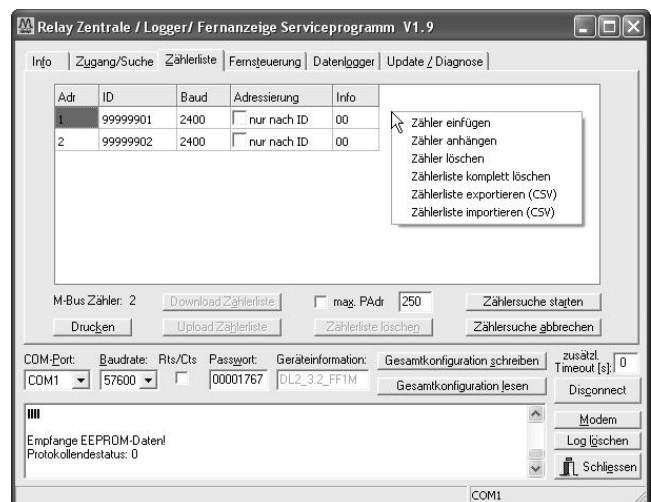 Relay Zentrale / Logger/ Fernanzeige Serviceprogramm V1.9
Info Zugang/Suche Zählerliste Fernsteuerung Datenlogger Update / Diagnose
Adr ID Baud Adressierung Info
1 99999901 2400 nur nach ID 00
2 99999902 2400 nur nach ID 00
Zähler einfügen
Zähler anhängen
Zähler löschen
Zählerliste komplett löschen
Zählerliste exportieren (CSV)
Zählerliste importieren (CSV)
M-Bus Zähler: 2 Download Zählerliste max. PAdr 250 Zählersuche starten
Drucken Upload Zählerliste Zählerliste löschen Zählersuche abbrechen
COM-Port: Baudrate: Rts/Cts Passwort: Geräteinformation: Gesamtkonfiguration schreiben zusätzl. Timeout [s]: 0
COM1 57600 00001767 DL2_3.2_FF1M Gesamtkonfiguration lesen Disconnect
IIII
Empfange EEPROM-Daten!
Protokollendestatus: 0
Modem
Log löschen
Schliessen
COM1